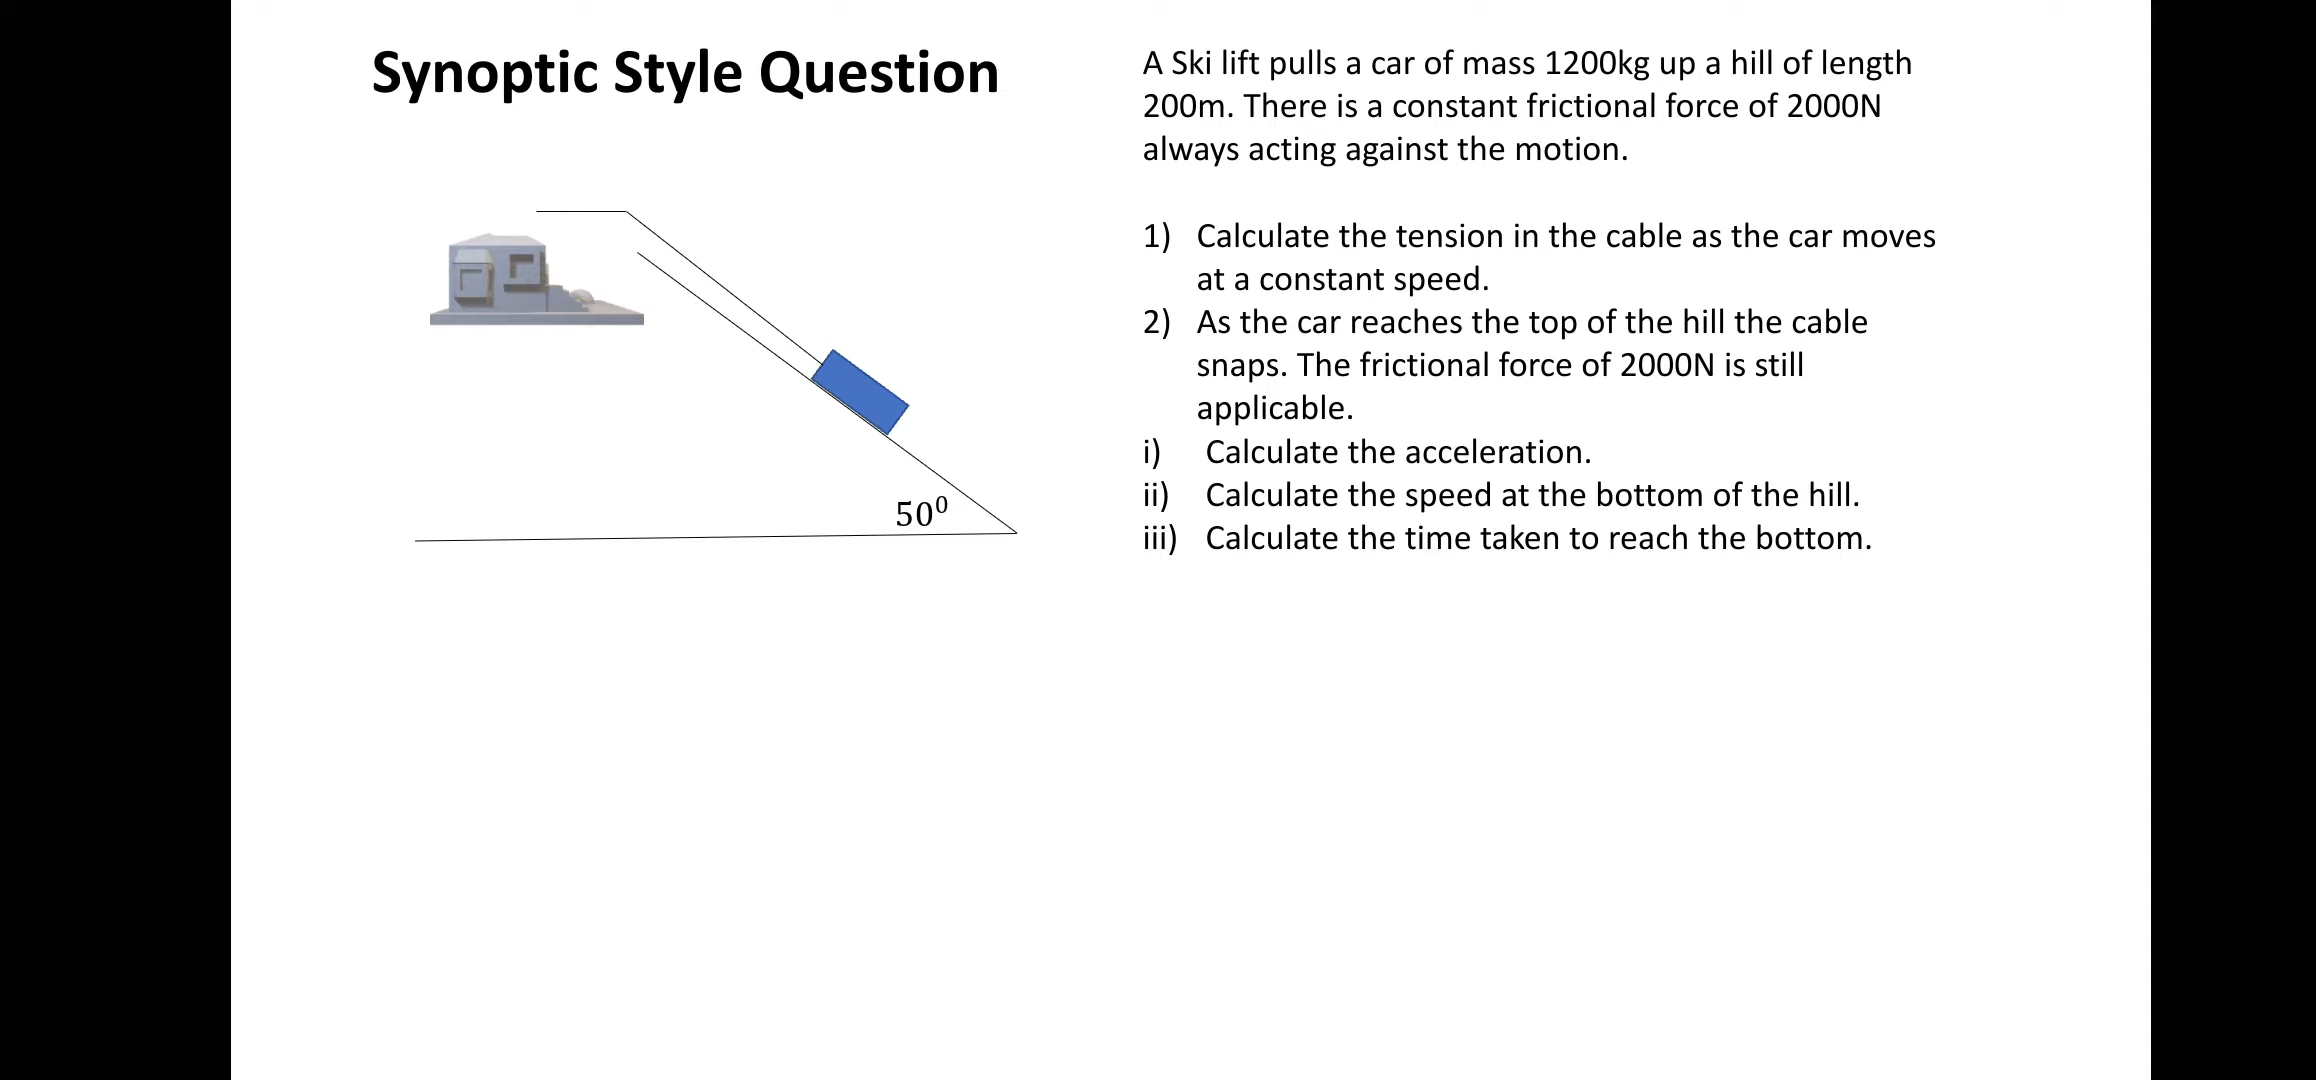 Synoptic Style Question
A Ski lift pulls a car of mass 1200kg up a hill of length
200m. There is a constant frictional force of 2000N
always acting against the motion.
1) Calculate the tension in the cable as the car moves
at a constant speed.
2) As the car reaches the top of the hill the cable
snaps. The frictional force of 2000N is still
applicable.
i) Calculate the acceleration.
ii) Calculate the speed at the bottom of the hill.
iii) Calculate the time taken to reach the bottom.
50⁰